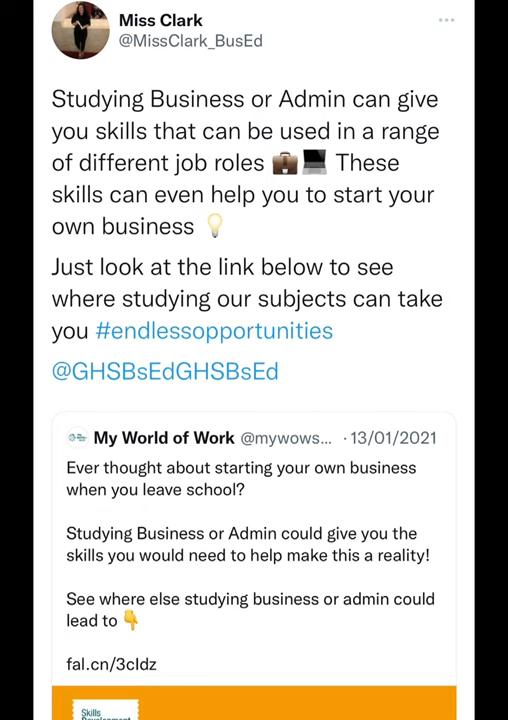 Miss Clark
@MissClark_BusEd
Studying Business or Admin can give
you skills that can be used in a range
of different job roles 💼💻 These
skills can even help you to start your
own business 💡
Just look at the link below to see
where studying our subjects can take
you #endlessopportunities
@GHSBsEdGHSBsEd
My World of Work @mywows... · 13/01/2021
Ever thought about starting your own business
when you leave school?
Studying Business or Admin could give you the
skills you would need to help make this a reality!
See where else studying business or admin could
lead to 👇
fal.cn/3cIdz
Skills
Development